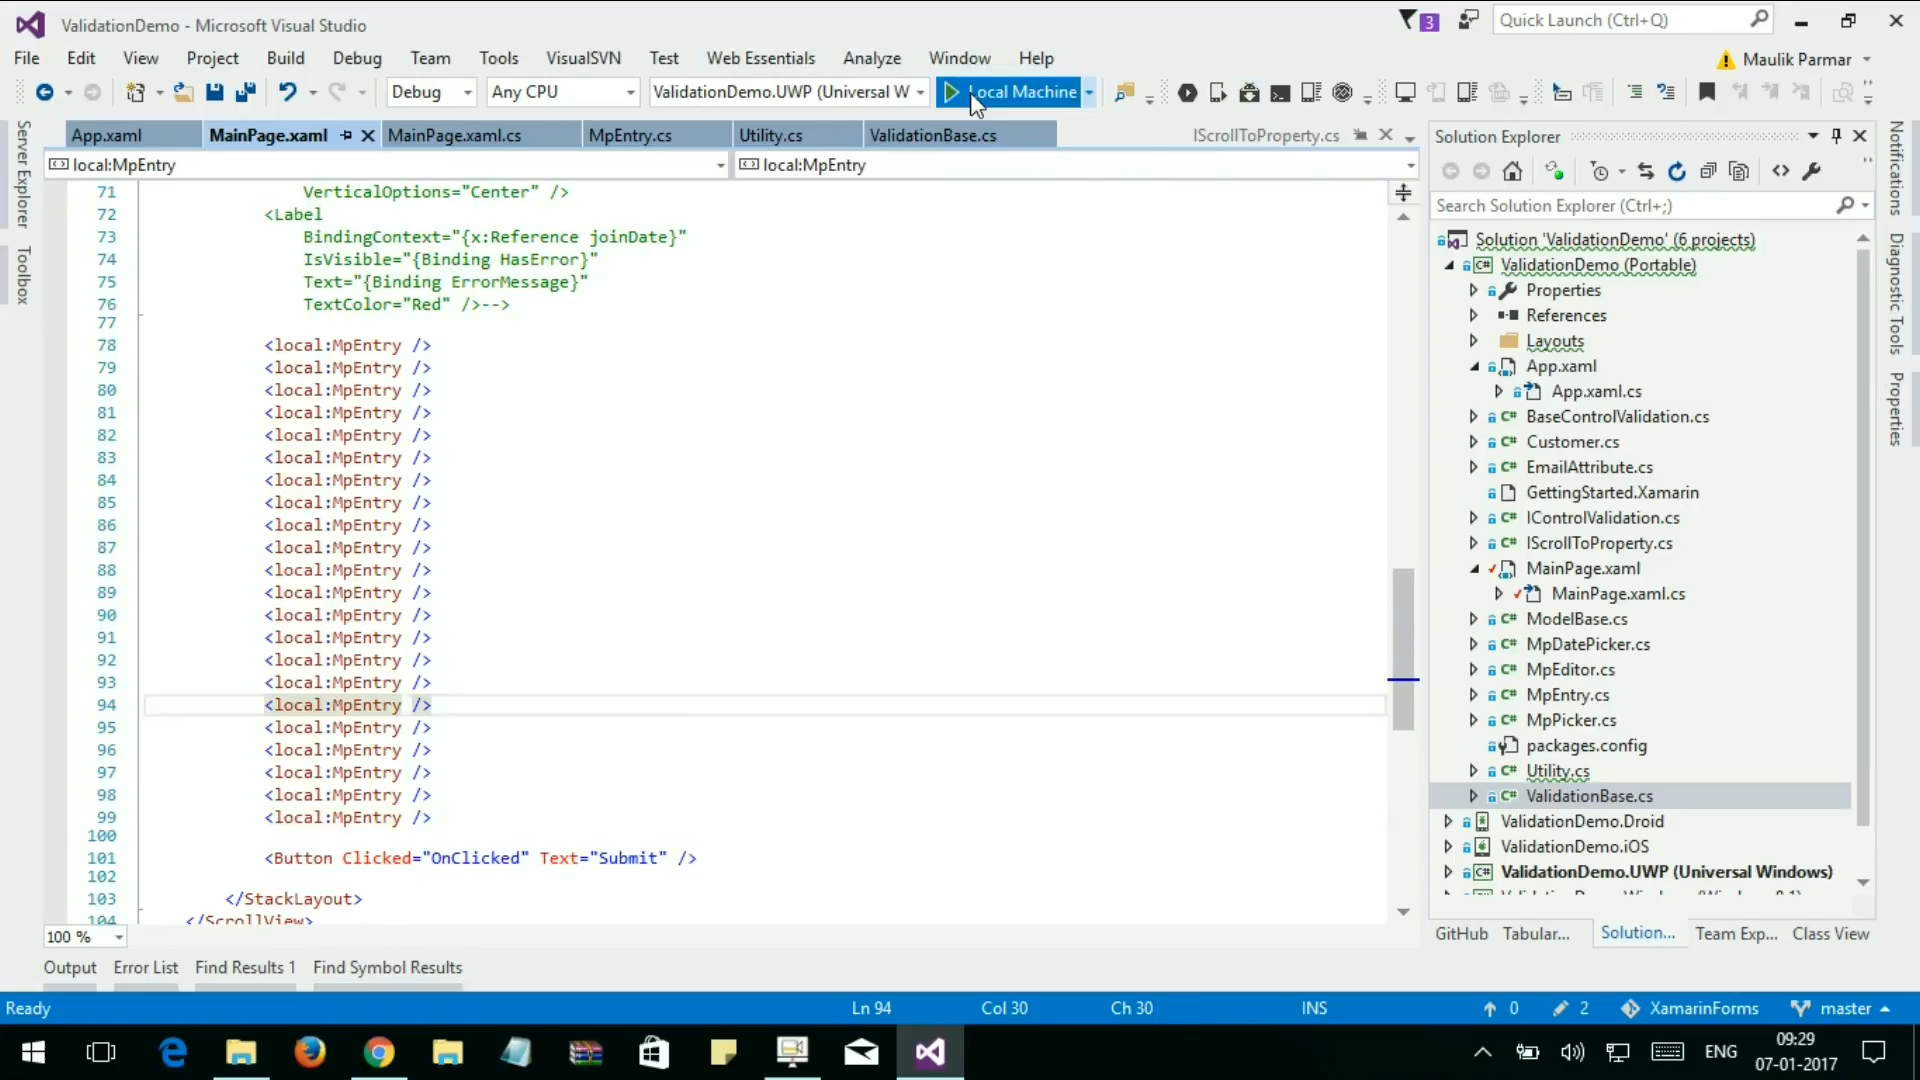 ValidationDemo - Microsoft Visual Studio
3
Quick Launch (Ctrl+Q)
File Edit View Project Build Debug Team Tools VisualSVN Test Web Essentials Analyze Window Help
Maulik Parmar
Debug Any CPU ValidationDemo.UWP (Universal W Local Machine
App.xaml MainPage.xaml MainPage.xaml.cs MpEntry.cs Utility.cs ValidationBase.cs IScrollToProperty.cs
local:MpEntry local:MpEntry
Server Explorer
Toolbox
71 VerticalOptions="Center" />
72 <Label
73 BindingContext="{x:Reference joinDate}"
74 IsVisible="{Binding HasError}"
75 Text="{Binding ErrorMessage}"
76 TextColor="Red" />-->
77
78 <local:MpEntry />
79 <local:MpEntry />
80 <local:MpEntry />
81 <local:MpEntry />
82 <local:MpEntry />
83 <local:MpEntry />
84 <local:MpEntry />
85 <local:MpEntry />
86 <local:MpEntry />
87 <local:MpEntry />
88 <local:MpEntry />
89 <local:MpEntry />
90 <local:MpEntry />
91 <local:MpEntry />
92 <local:MpEntry />
93 <local:MpEntry />
94 <local:MpEntry />
95 <local:MpEntry />
96 <local:MpEntry />
97 <local:MpEntry />
98 <local:MpEntry />
99 <local:MpEntry />
100
101 <Button Clicked="OnClicked" Text="Submit" />
102
103 </StackLayout>
104 </ScrollView>
100 %
Solution Explorer
Search Solution Explorer (Ctrl+;)
Solution 'ValidationDemo' (6 projects)
ValidationDemo (Portable)
Properties
References
Layouts
App.xaml
App.xaml.cs
BaseControlValidation.cs
Customer.cs
EmailAttribute.cs
GettingStarted.Xamarin
IControlValidation.cs
IScrollToProperty.cs
MainPage.xaml
MainPage.xaml.cs
ModelBase.cs
MpDatePicker.cs
MpEditor.cs
MpEntry.cs
MpPicker.cs
packages.config
Utility.cs
ValidationBase.cs
ValidationDemo.Droid
ValidationDemo.iOS
ValidationDemo.UWP (Universal Windows)
GitHub Tabular... Solution... Team Exp... Class View
Notifications
Diagnostic Tools
Properties
Output Error List Find Results 1 Find Symbol Results
Ready Ln 94 Col 30 Ch 30 INS 0 2 XamarinForms master
ENG
09:29
07-01-2017